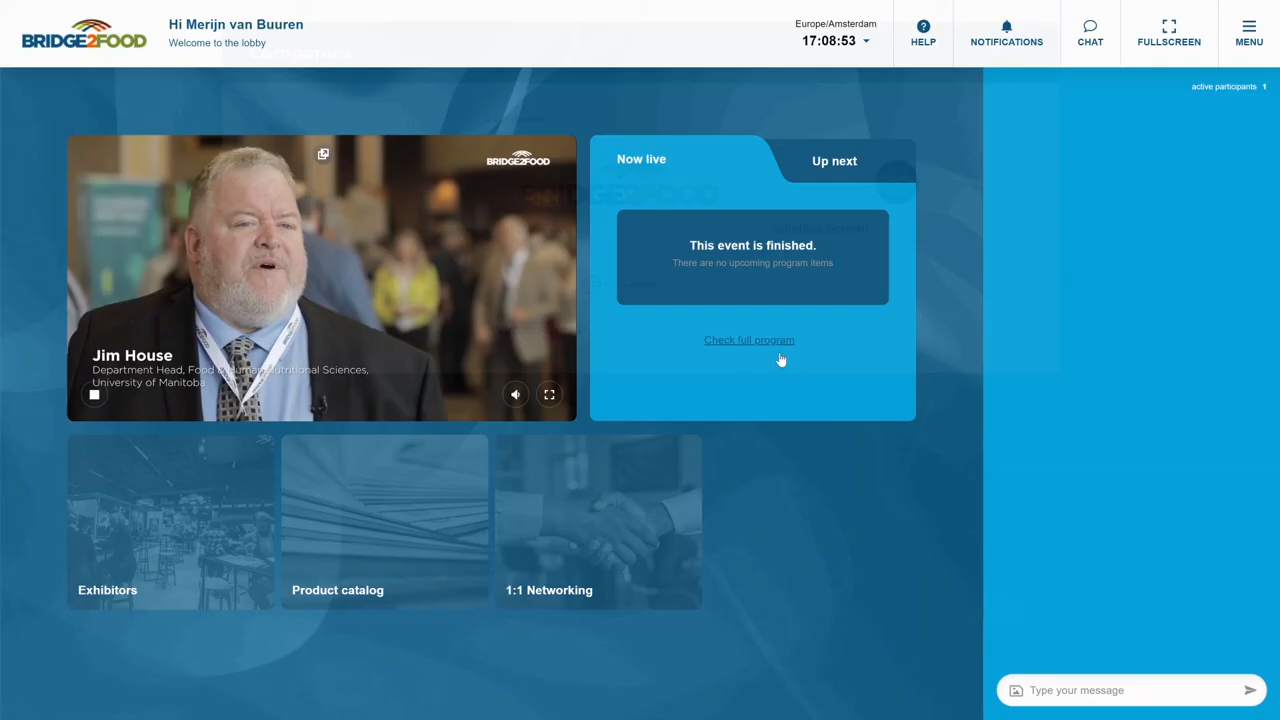 BRIDGE2FOOD
Hi Merijn van Buuren
Welcome to the lobby
Europe/Amsterdam
17:08:53
HELP
NOTIFICATIONS
CHAT
FULLSCREEN
MENU
active participants 1
BRIDGE2FOOD
Jim House
Department Head, Food & Human Nutritional Sciences,
University of Manitoba
Now live
Up next
This event is finished.
There are no upcoming program items
Check full program
Exhibitors
Product catalog
1:1 Networking
Type your message